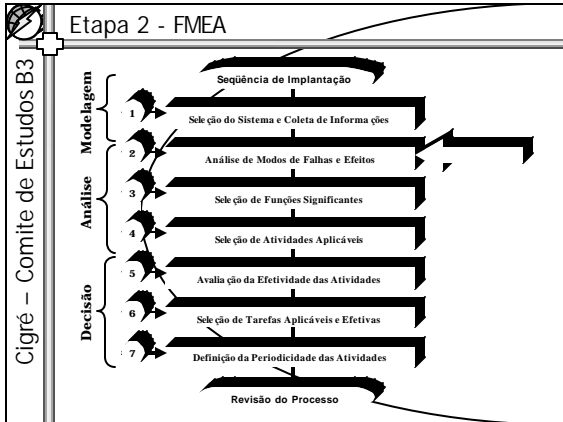 Etapa 2 - FMEA
Cigré – Comite de Estudos B3
Seqüência de Implantação
Modelagem
1
Seleção do Sistema e Coleta de Informações
Análise
2
Análise de Modos de Falhas e Efeitos
3
Seleção de Funções Significantes
4
Seleção de Atividades Aplicáveis
Decisão
5
Avaliação da Efetividade das Atividades
6
Seleção de Tarefas Aplicáveis e Efetivas
7
Definição da Periodicidade das Atividades
Revisão do Processo